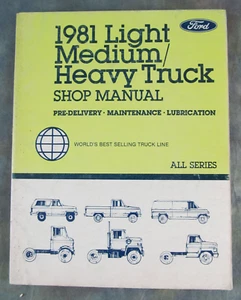 Ford
1981 Light
Medium/
Heavy Truck
SHOP MANUAL
PRE-DELIVERY - MAINTENANCE - LUBRICATION
WORLD'S BEST SELLING TRUCK LINE
ALL SERIES